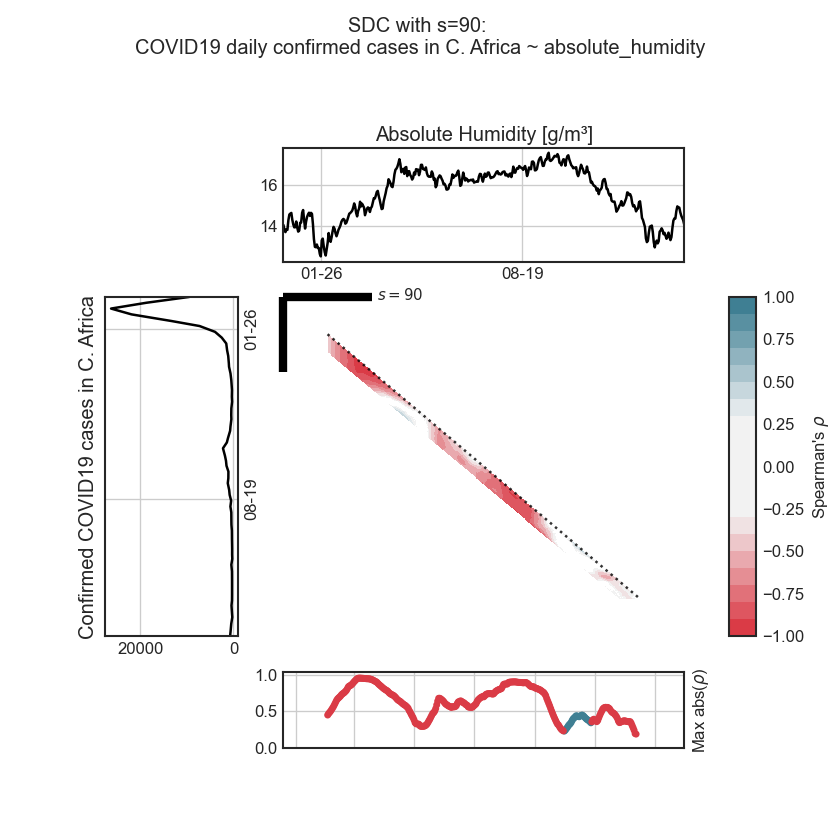 SDC with s=90:
COVID19 daily confirmed cases in C. Africa ~ absolute_humidity
Absolute Humidity [g/m³]
16
14
01-26
08-19
s = 90
Confirmed COVID19 cases in C. Africa
01-26
08-19
20000
0
1.00
0.75
0.50
0.25
0.00
−0.25
−0.50
−0.75
−1.00
Spearman's ρ
1.0
0.5
0.0
Max abs(ρ)